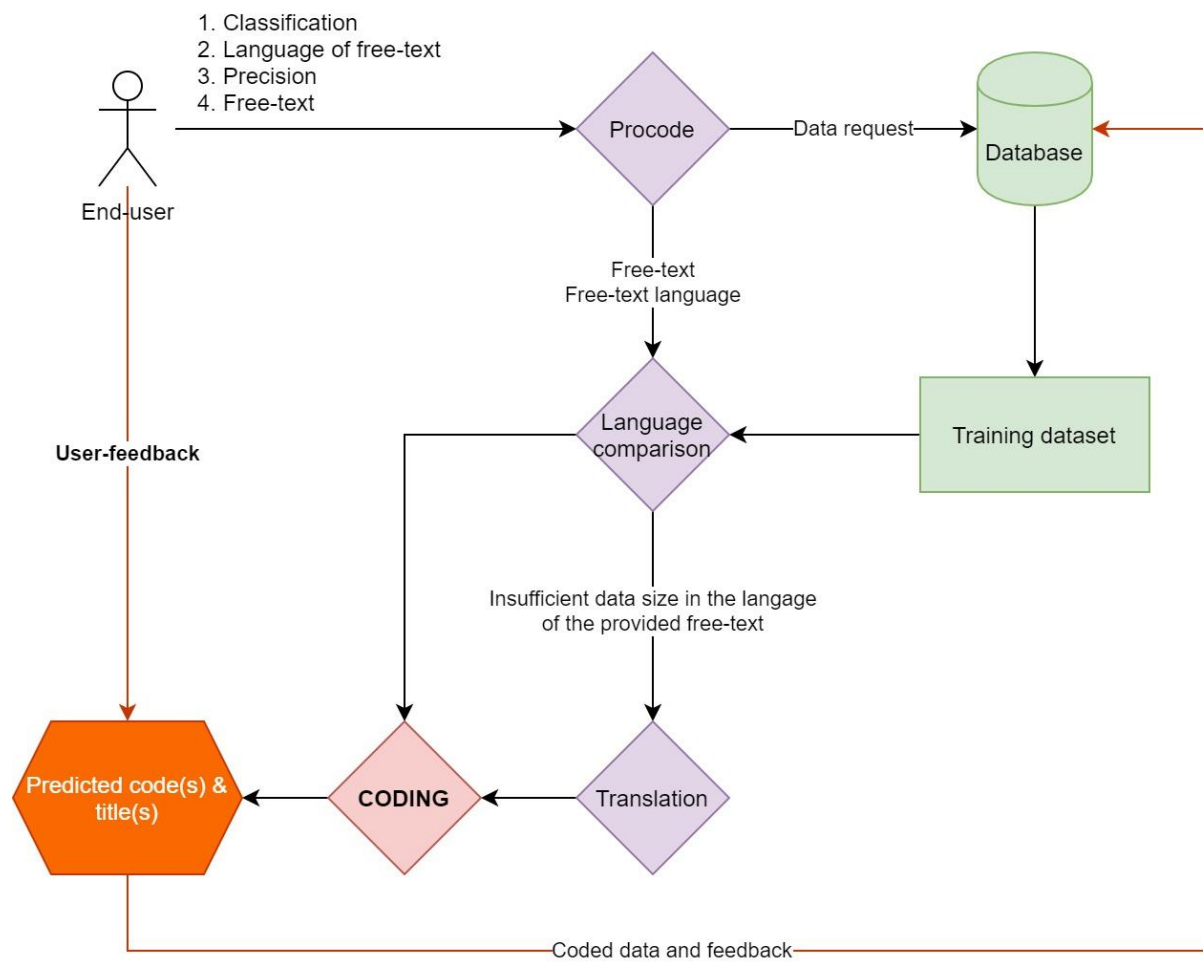 1. Classification
2. Language of free-text
3. Precision
4. Free-text
Procode
Data request
Database
End-user
Free-text
Free-text language
Language
comparison
Training dataset
User-feedback
Insufficient data size in the langage
of the provided free-text
Predicted code(s) &
title(s)
CODING
Translation
Coded data and feedback